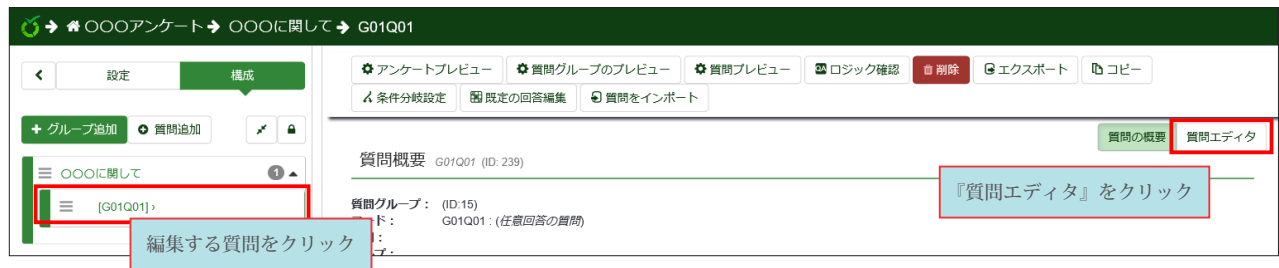 〇〇〇アンケート 〇〇〇に関して G01Q01
設定 構成
アンケートプレビュー 質問グループのプレビュー 質問プレビュー ロジック確認 削除 エクスポート コピー
条件分岐設定 既定の回答編集 質問をインポート
グループ追加 質問追加
質問の概要 質問エディタ
質問概要 G01Q01 (ID: 239)
〇〇〇に関して 1
『質問エディタ』をクリック
[G01Q01]
質問グループ： (ID:15)
G01Q01 : (任意回答の質問)
編集する質問をクリック